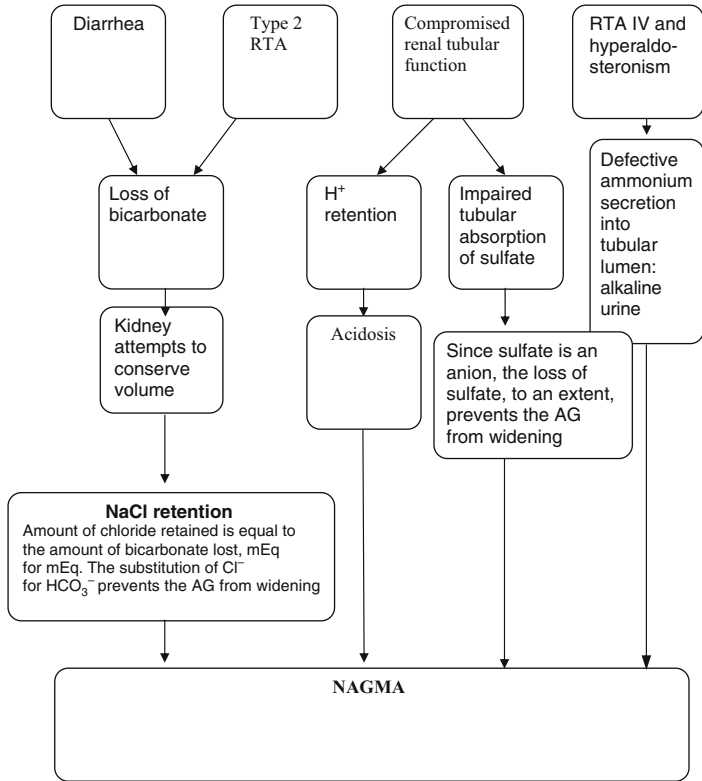 Diarrhea
Type 2
RTA
Compromised
renal tubular
function
RTA IV and
hyperaldo-
steronism
Loss of
bicarbonate
H⁺
retention
Impaired
tubular
absorption
of sulfate
Defective
ammonium
secretion
into
tubular
lumen:
alkaline
urine
Kidney
attempts to
conserve
volume
Acidosis
Since sulfate is an
anion, the loss of
sulfate, to an extent,
prevents the AG
from widening
NaCl retention
Amount of chloride retained is equal to
the amount of bicarbonate lost, mEq
for mEq. The substitution of Cl⁻
for HCO₃⁻ prevents the AG from widening
NAGMA